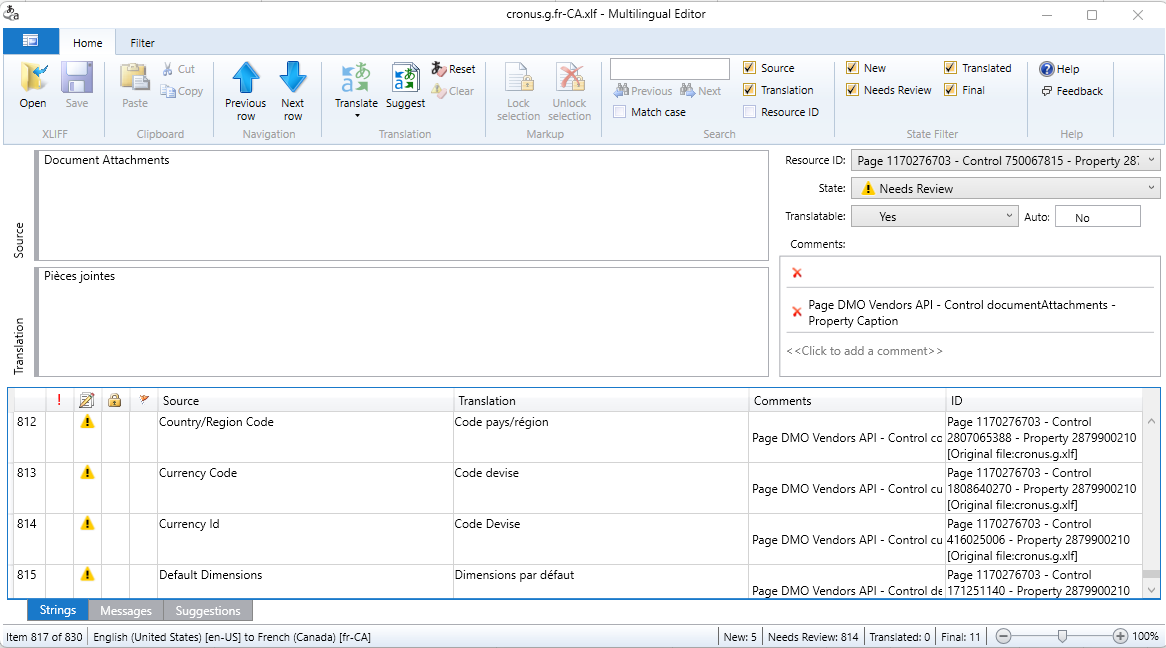 cronus.g.fr-CA.xlf - Multilingual Editor
Home Filter
Open Save
XLIFF
Paste Cut Copy
Clipboard
Previous row Next row
Navigation
Translate Suggest Reset Clear
Translation
Lock selection Unlock selection
Markup
Previous Next
Match case
Source
Translation
Resource ID
Search
New Translated
Needs Review Final
State Filter
Help
Feedback
Help
Source
Document Attachments
Translation
Pièces jointes
Resource ID: Page 1170276703 - Control 750067815 - Property 287
State: Needs Review
Translatable: Yes Auto: No
Comments:
Page DMO Vendors API - Control documentAttachments -
Property Caption
<<Click to add a comment>>
! Source Translation Comments ID
812 Country/Region Code Code pays/région Page DMO Vendors API - Control co Page 1170276703 - Control
2807065388 - Property 2879900210
[Original file:cronus.g.xlf]
813 Currency Code Code devise Page DMO Vendors API - Control cu Page 1170276703 - Control
1808640270 - Property 2879900210
[Original file:cronus.g.xlf]
814 Currency Id Code Devise Page DMO Vendors API - Control cu Page 1170276703 - Control
416025006 - Property 2879900210
[Original file:cronus.g.xlf]
815 Default Dimensions Dimensions par défaut Page DMO Vendors API - Control de Page 1170276703 - Control
171251140 - Property 2879900210
Strings Messages Suggestions
Item 817 of 830 English (United States) [en-US] to French (Canada) [fr-CA] New: 5 Needs Review: 814 Translated: 0 Final: 11 100%